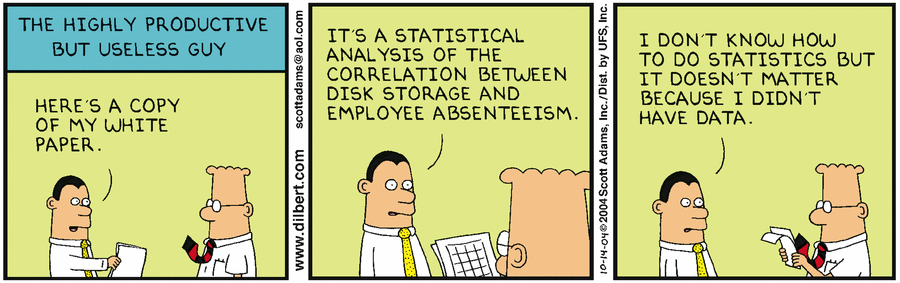 THE HIGHLY PRODUCTIVE
BUT USELESS GUY
HERE'S A COPY
OF MY WHITE
PAPER.
www.dilbert.com
scottadams@aol.com
IT'S A STATISTICAL
ANALYSIS OF THE
CORRELATION BETWEEN
DISK STORAGE AND
EMPLOYEE ABSENTEEISM.
10-14-04 © 2004 Scott Adams, Inc./Dist. by UFS, Inc.
I DON'T KNOW HOW
TO DO STATISTICS BUT
IT DOESN'T MATTER
BECAUSE I DIDN'T
HAVE DATA.